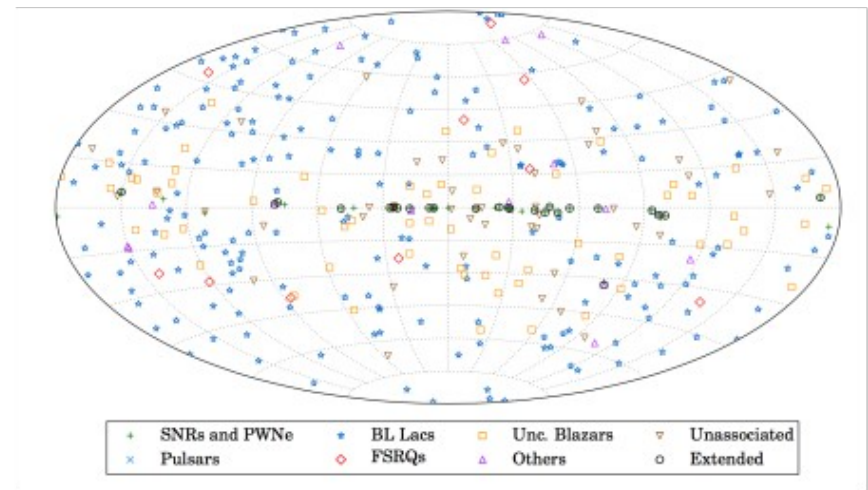 SNRs and PWNe BL Lacs Unc. Blazars Unassociated
Pulsars FSRQs Others Extended